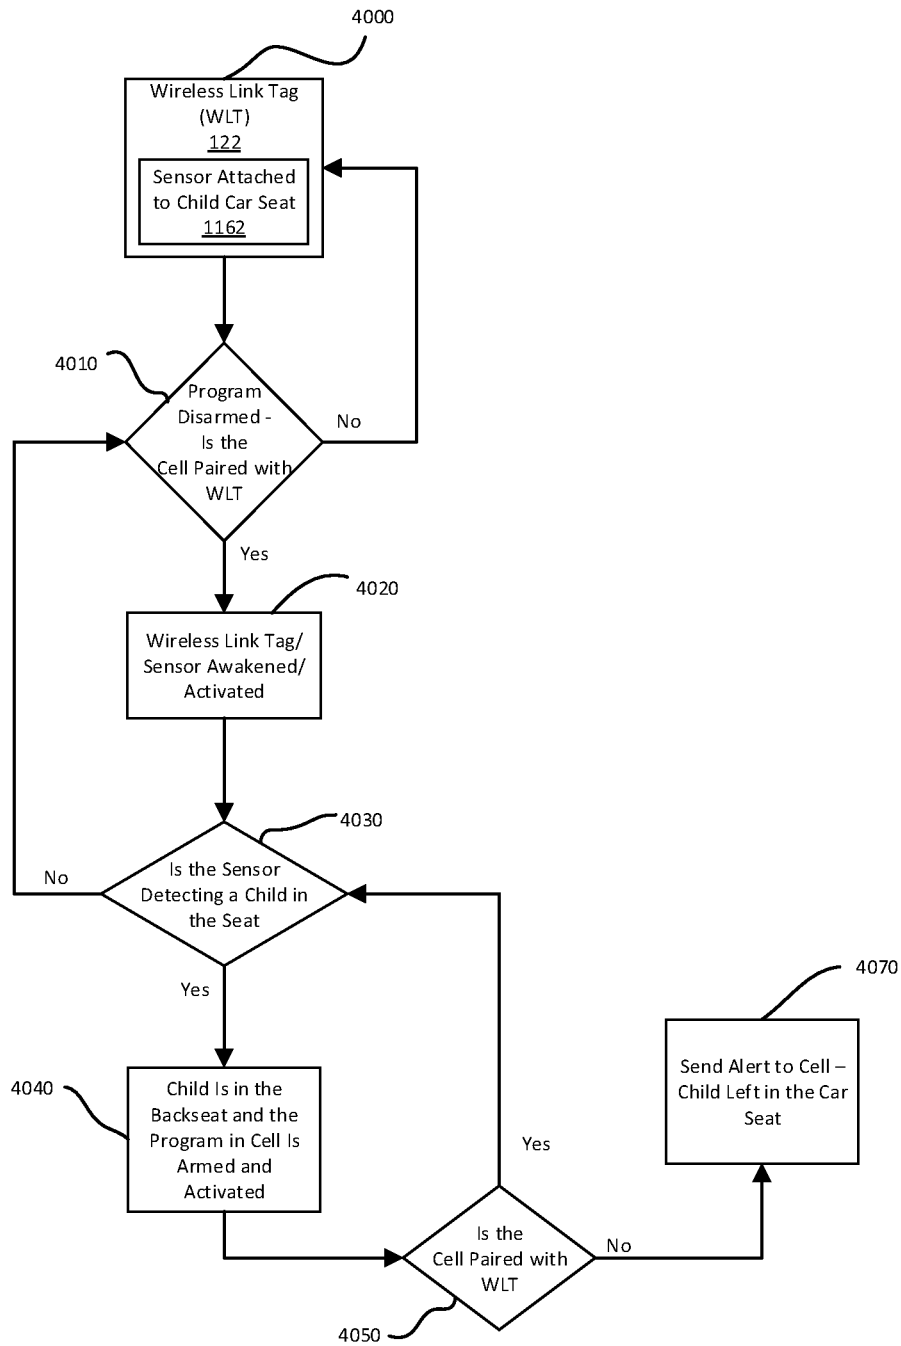 4000
Wireless Link Tag
(WLT)
122
Sensor Attached
to Child Car Seat
1162
4010
Program
Disarmed -
Is the
Cell Paired with
WLT
No
Yes
4020
Wireless Link Tag/
Sensor Awakened/
Activated
4030
Is the Sensor
Detecting a Child in
the Seat
No
Yes
4040
Child Is in the
Backseat and the
Program in Cell Is
Armed and
Activated
Yes
Is the
Cell Paired with
WLT
4050
No
4070
Send Alert to Cell –
Child Left in the Car
Seat